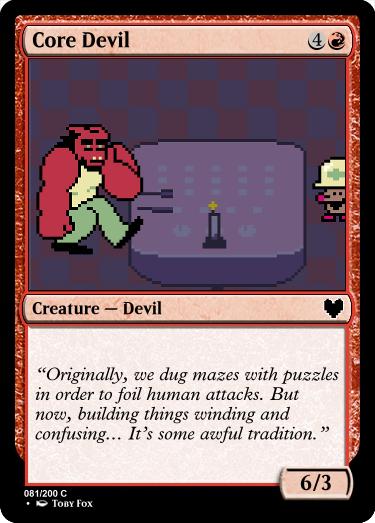 Core Devil 4
Creature — Devil
“Originally, we dug mazes with puzzles
in order to foil human attacks. But
now, building things winding and
confusing… It’s some awful tradition.”
6/3
081/200 C
• Toby Fox